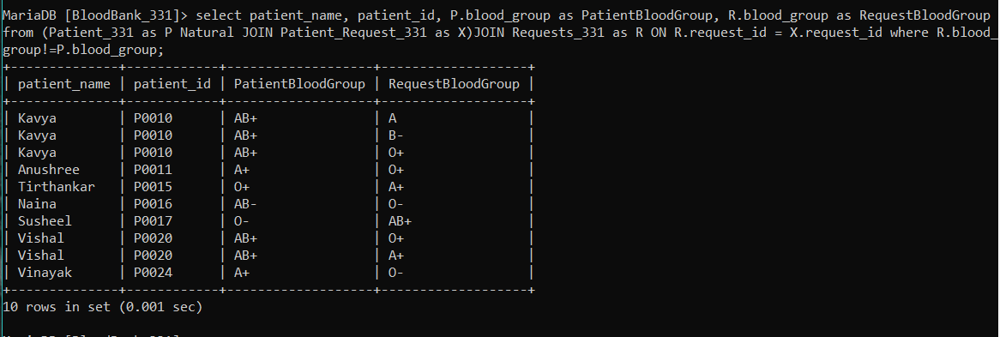 MariaDB [BloodBank_331]> select patient_name, patient_id, P.blood_group as PatientBloodGroup, R.blood_group as RequestBloodGroup
from (Patient_331 as P Natural JOIN Patient_Request_331 as X)JOIN Requests_331 as R ON R.request_id = X.request_id where R.blood_
group!=P.blood_group;
+--------------+------------+-------------------+-------------------+
| patient_name | patient_id | PatientBloodGroup | RequestBloodGroup |
+--------------+------------+-------------------+-------------------+
| Kavya        | P0010      | AB+               | A                 |
| Kavya        | P0010      | AB+               | B-                |
| Kavya        | P0010      | AB+               | O+                |
| Anushree     | P0011      | A+                | O+                |
| Tirthankar   | P0015      | O+                | A+                |
| Naina        | P0016      | AB-               | O-                |
| Susheel      | P0017      | O-                | AB+               |
| Vishal       | P0020      | AB+               | O+                |
| Vishal       | P0020      | AB+               | A+                |
| Vinayak      | P0024      | A+                | O-                |
+--------------+------------+-------------------+-------------------+
10 rows in set (0.001 sec)